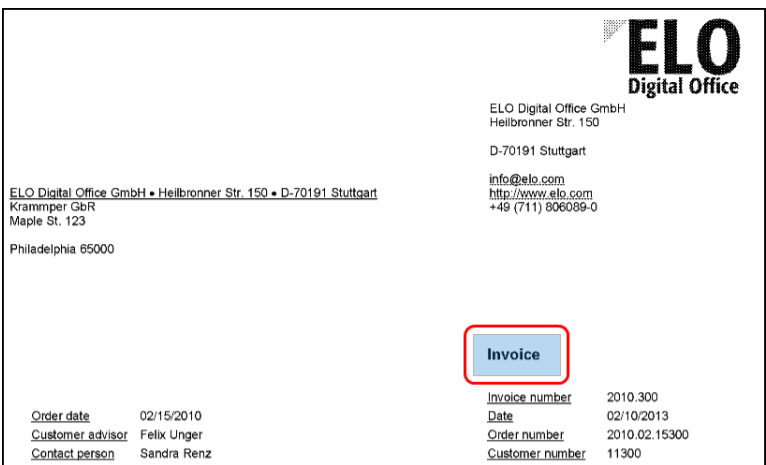 ELO
Digital Office
ELO Digital Office GmbH
Heilbronner Str. 150
D-70191 Stuttgart
info@elo.com
http://www.elo.com
+49 (711) 806089-0
ELO Digital Office GmbH • Heilbronner Str. 150 • D-70191 Stuttgart
Krammper GbR
Maple St. 123
Philadelphia 65000
Invoice
Invoice number 2010.300
Date 02/10/2013
Order number 2010.02.15300
Customer number 11300
Order date 02/15/2010
Customer advisor Felix Unger
Contact person Sandra Renz